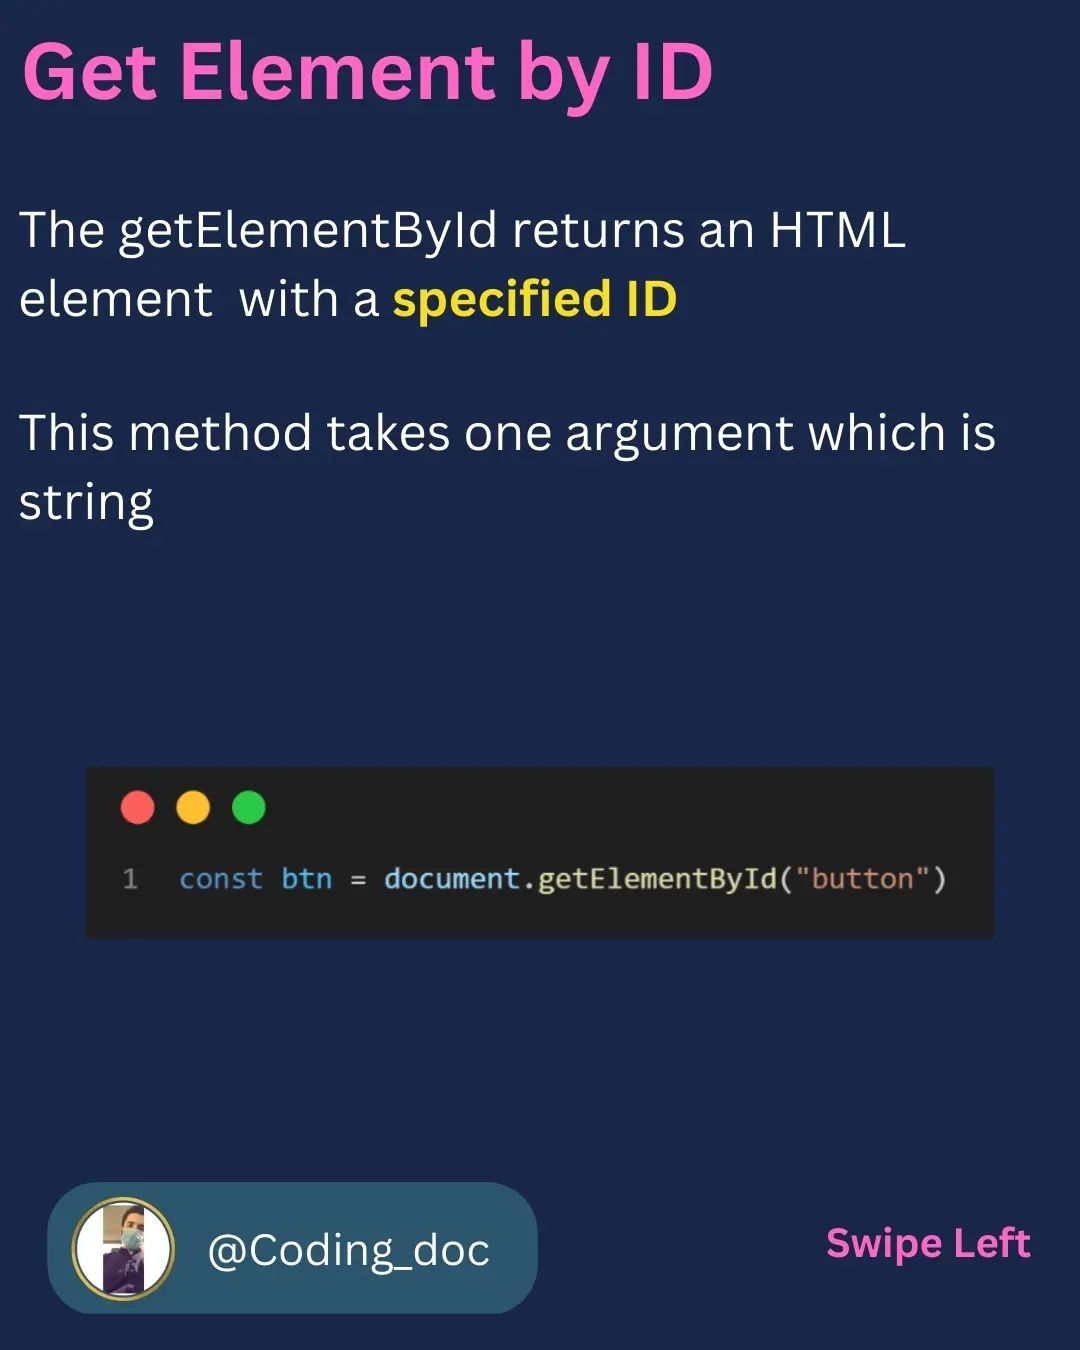 Get Element by ID
The getElementById returns an HTML
element  with a specified ID
This method takes one argument which is
string
1 const btn = document.getElementById("button")
@Coding_doc
Swipe Left